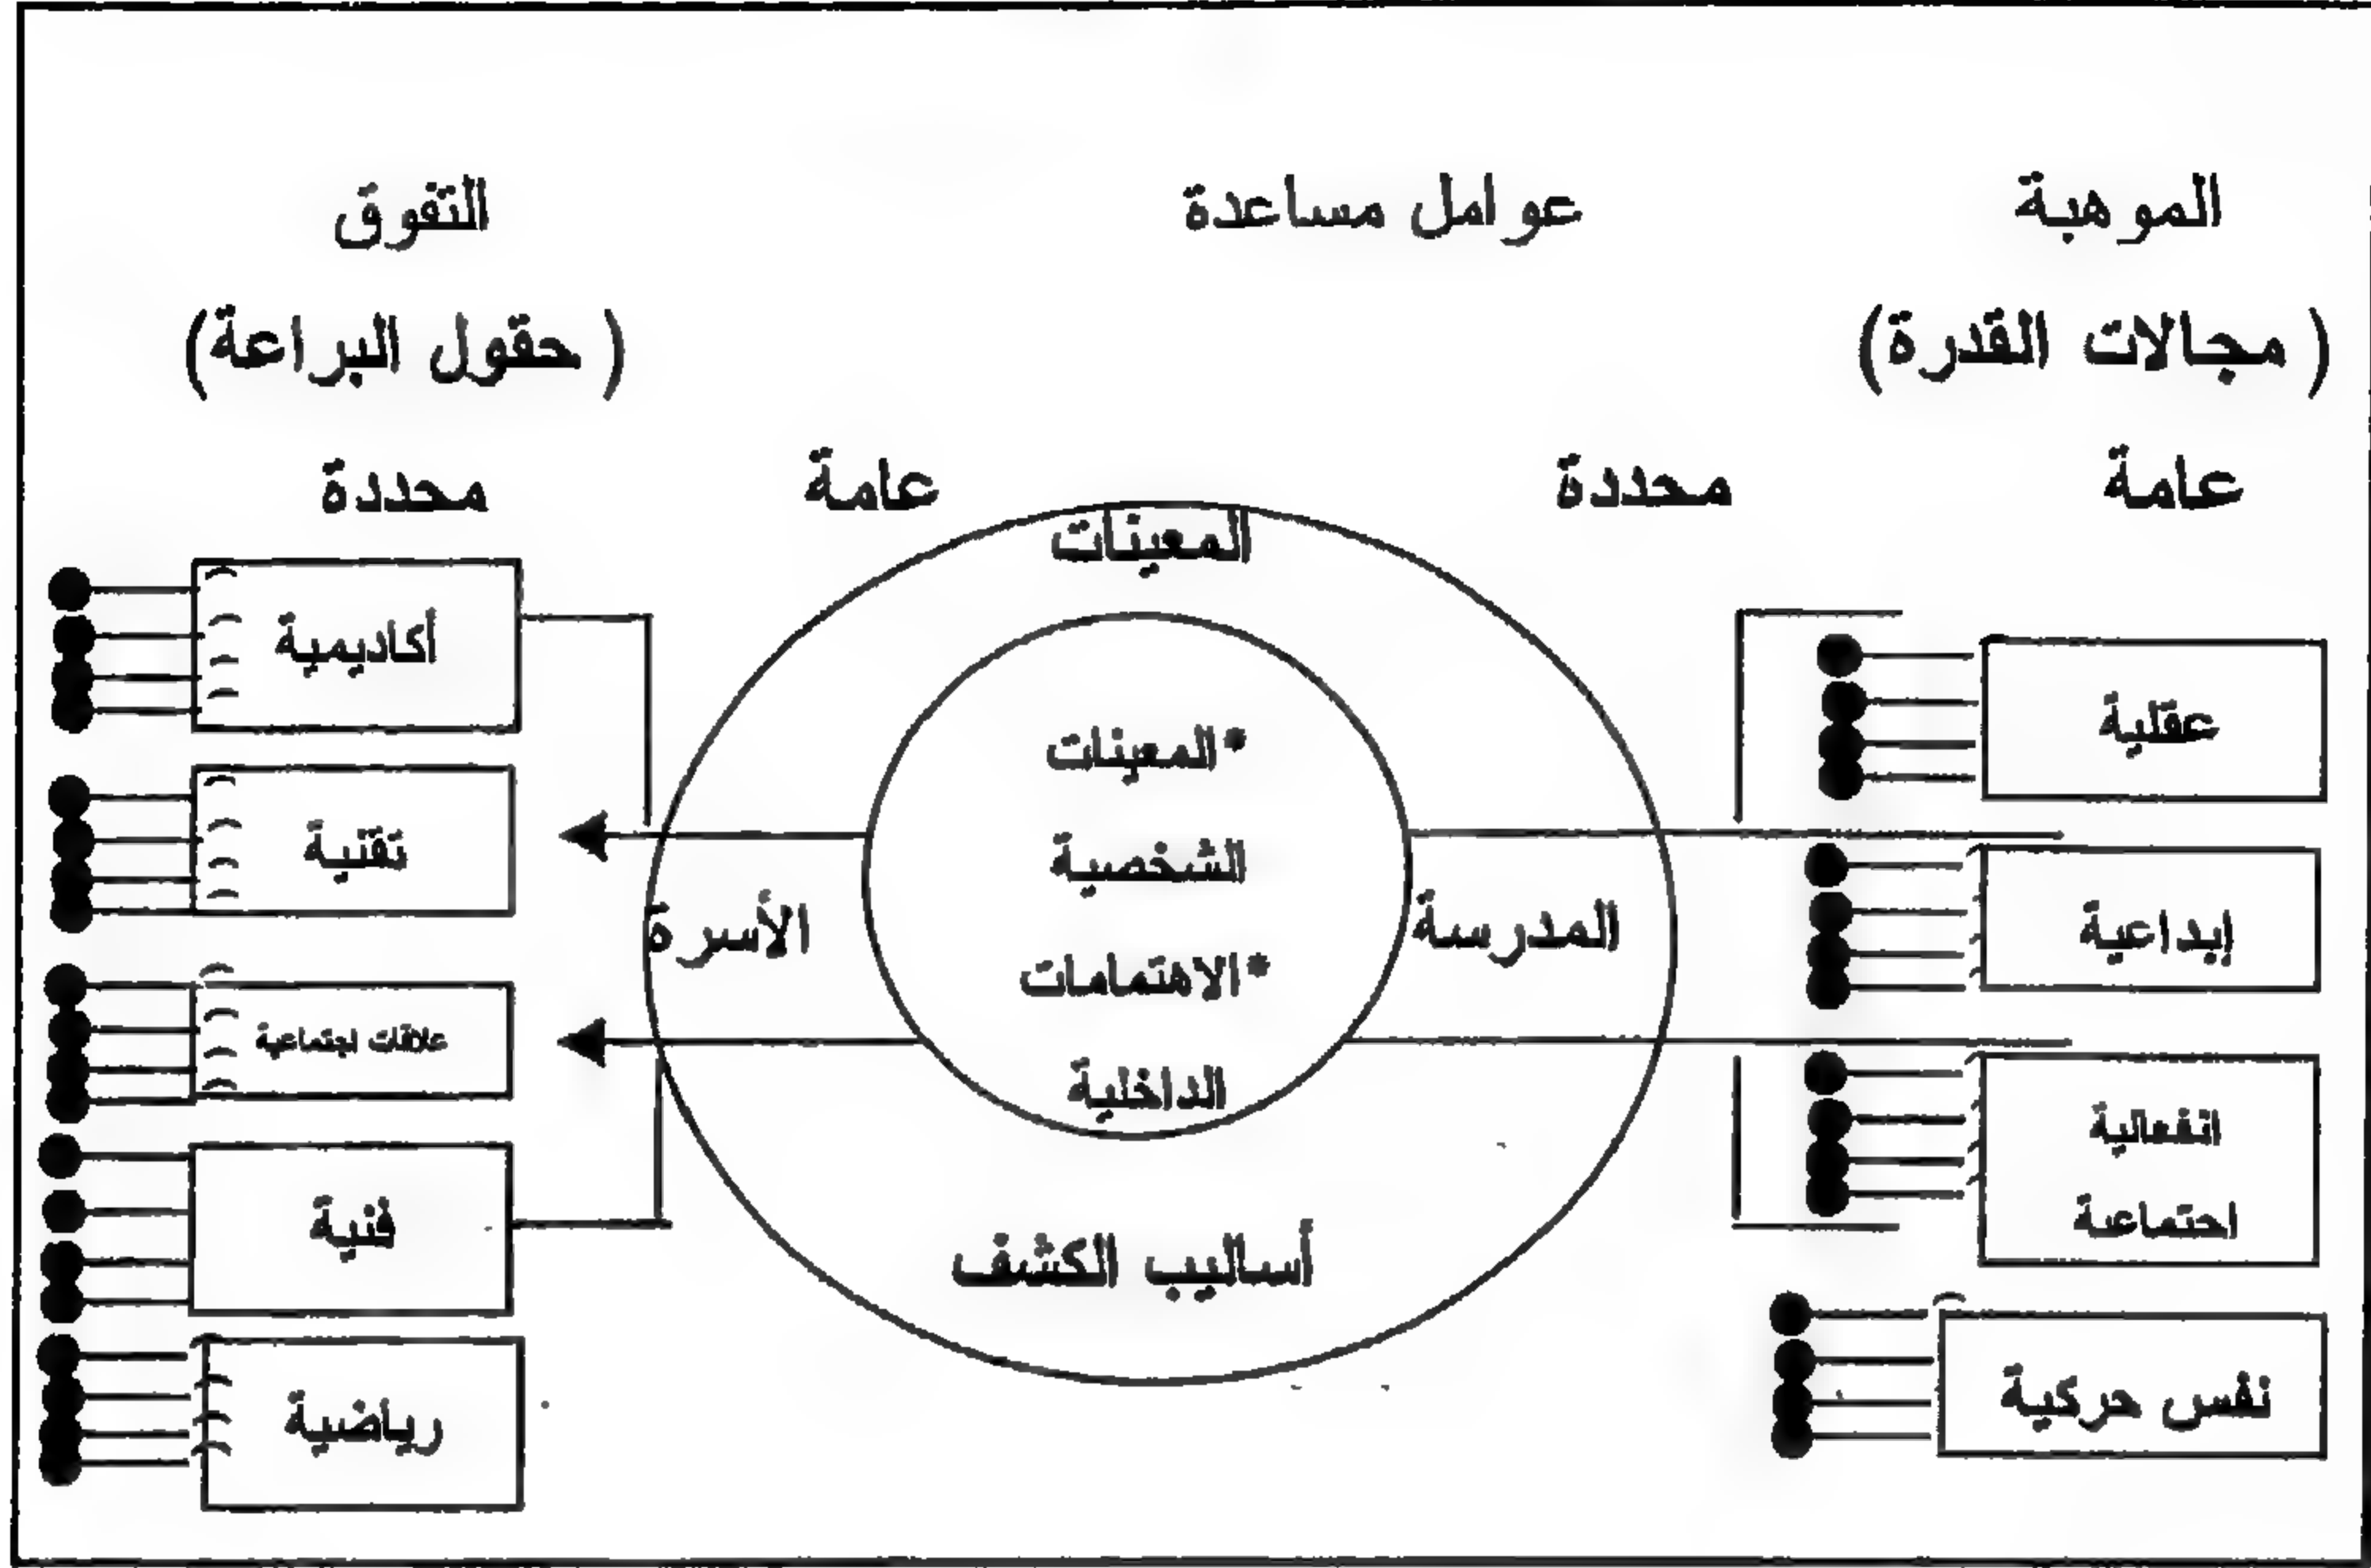 الموهبة
(مجالات القدرة)
عامة
محددة
عقلية
إبداعية
انفعالية
احتماعية
نفس حركية
عوامل مساعدة
المعينات
*المعينات
الشخصية
*الاهتمامات
الداخلية
المدرسة
الأسرة
أساليب الكشف
التفوق
(حقول البراعة)
عامة
محددة
أكاديمية
تقنية
علاقات اجتماعية
فنية
رياضية